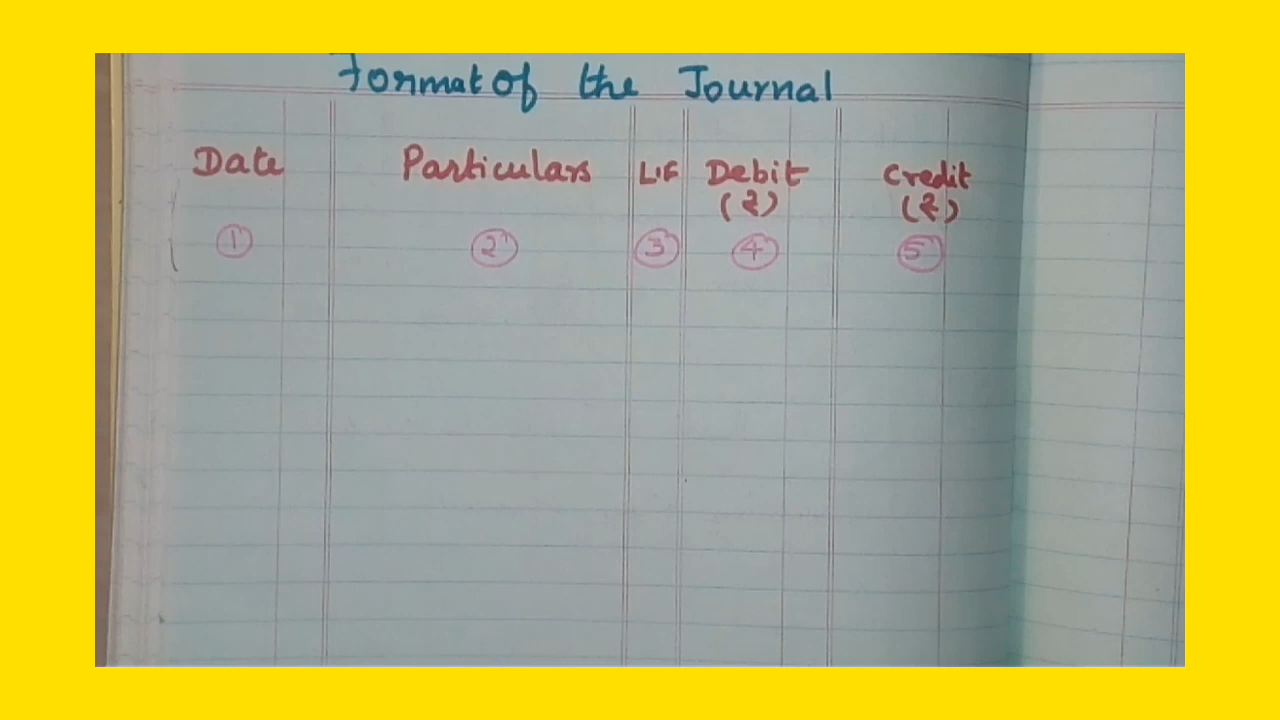 Format of the Journal
Date Particulars L.F Debit Credit
(₹) (₹)
1 2 3 4 5